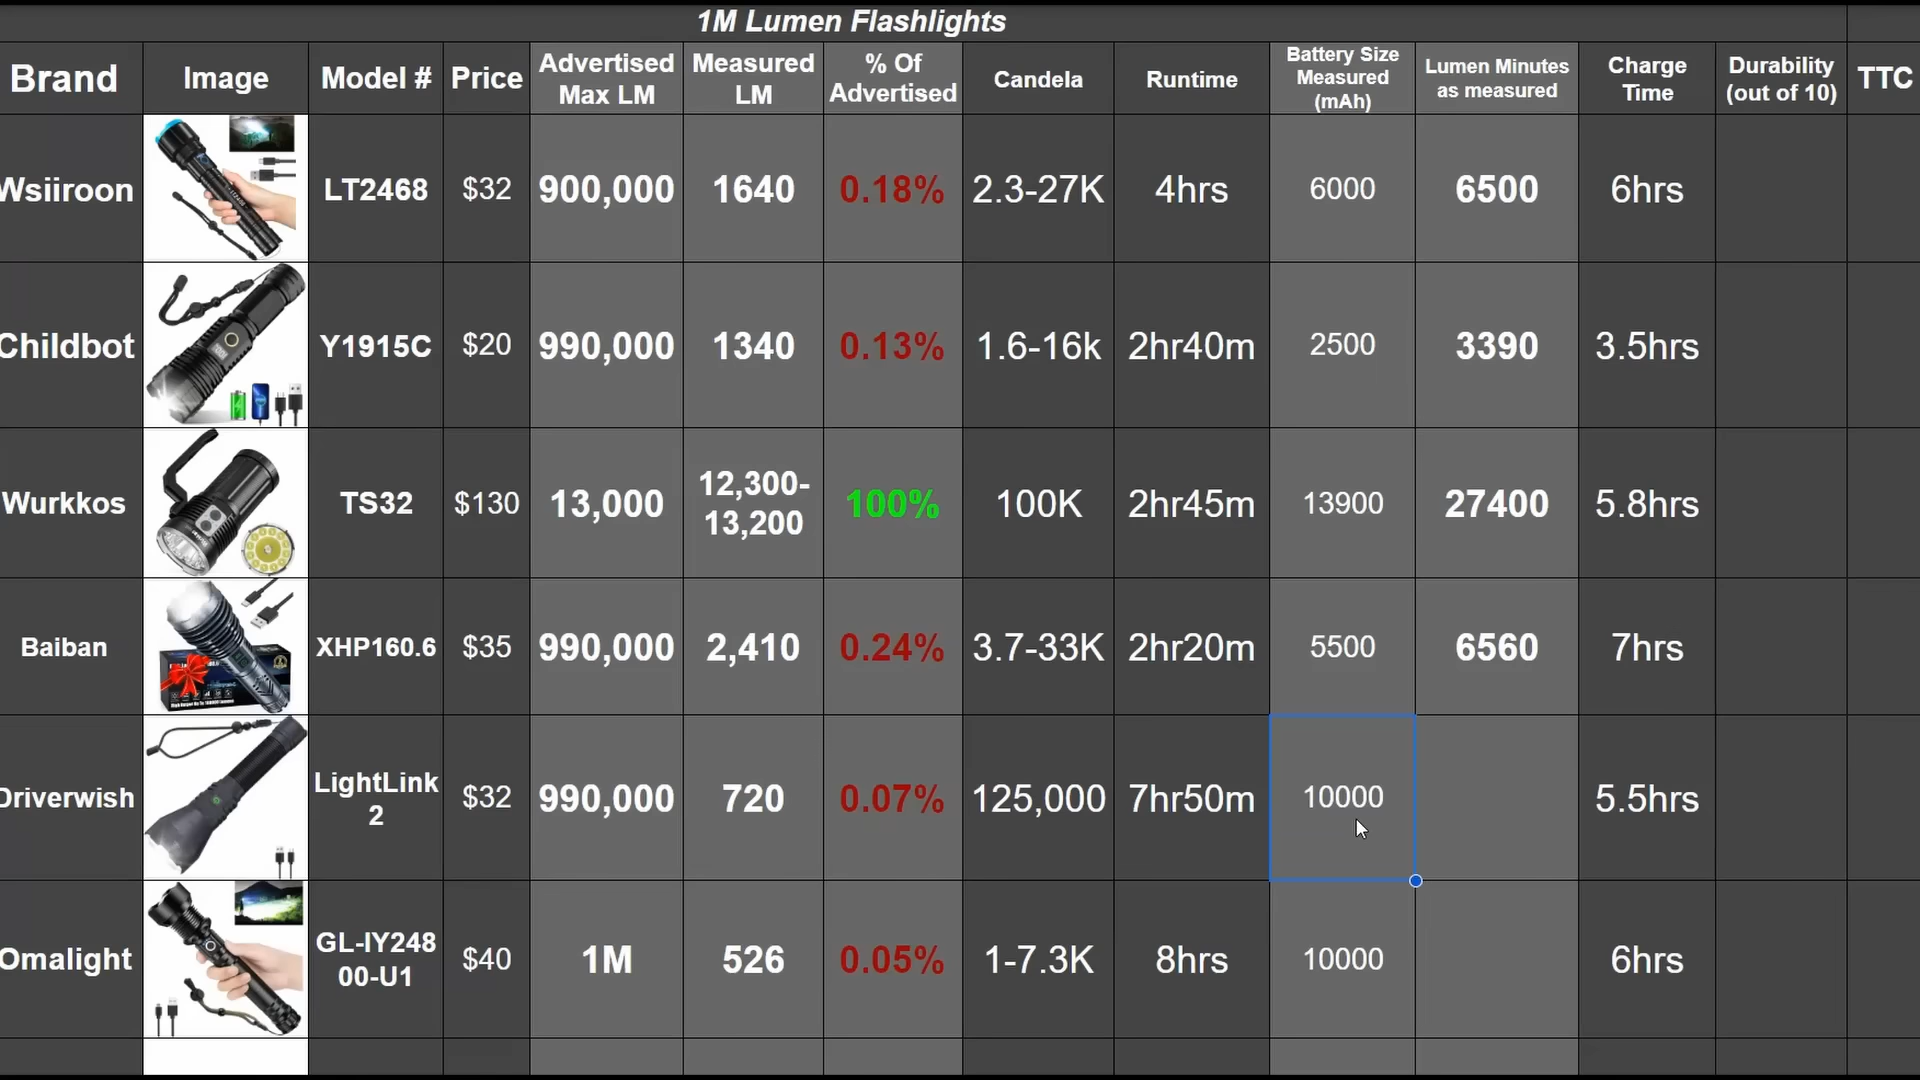 1M Lumen Flashlights
Brand Image Model # Price Advertised Max LM Measured LM % Of Advertised Candela Runtime Battery Size Measured (mAh) Lumen Minutes as measured Charge Time Durability (out of 10) TTC
Wsiiroon LT2468 $32 900,000 1640 0.18% 2.3-27K 4hrs 6000 6500 6hrs
Childbot Y1915C $20 990,000 1340 0.13% 1.6-16k 2hr40m 2500 3390 3.5hrs
Wurkkos TS32 $130 13,000 12,300-13,200 100% 100K 2hr45m 13900 27400 5.8hrs
Baiban XHP160.6 $35 990,000 2,410 0.24% 3.7-33K 2hr20m 5500 6560 7hrs
Driverwish LightLink 2 $32 990,000 720 0.07% 125,000 7hr50m 10000 5.5hrs
Omalight GL-IY24800-U1 $40 1M 526 0.05% 1-7.3K 8hrs 10000 6hrs